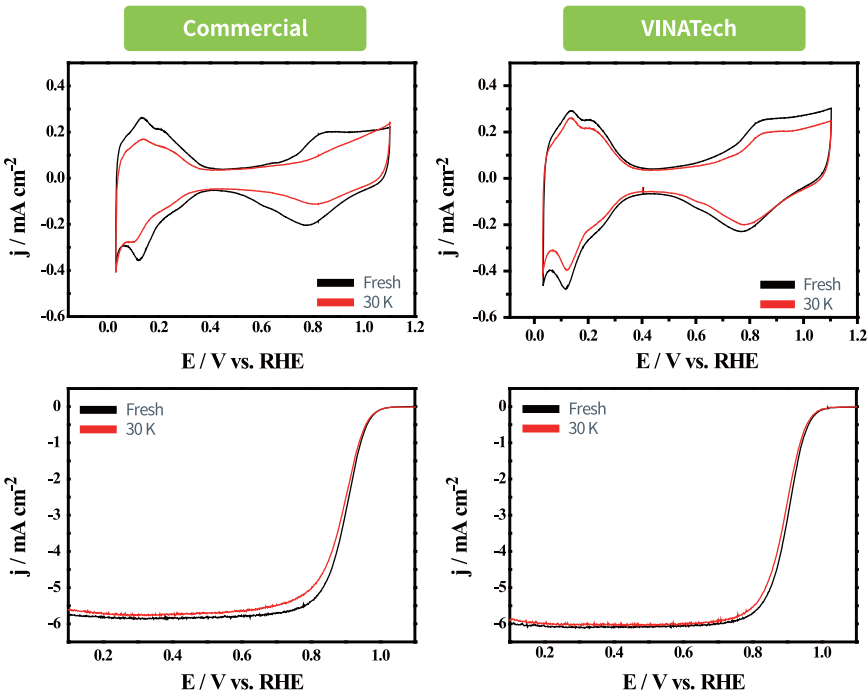 Commercial
VINATech
j / mA cm-2
0.4
0.2
0.0
-0.2
-0.4
-0.6
0.0 0.2 0.4 0.6 0.8 1.0 1.2
E / V vs. RHE
Fresh
30 K
j / mA cm-2
0.4
0.2
0.0
-0.2
-0.4
-0.6
0.0 0.2 0.4 0.6 0.8 1.0 1.2
E / V vs. RHE
Fresh
30 K
j / mA cm-2
0
-1
-2
-3
-4
-5
-6
0.2 0.4 0.6 0.8 1.0
E / V vs. RHE
Fresh
30 K
j / mA cm-2
0
-1
-2
-3
-4
-5
-6
0.2 0.4 0.6 0.8 1.0
E / V vs. RHE
Fresh
30 K